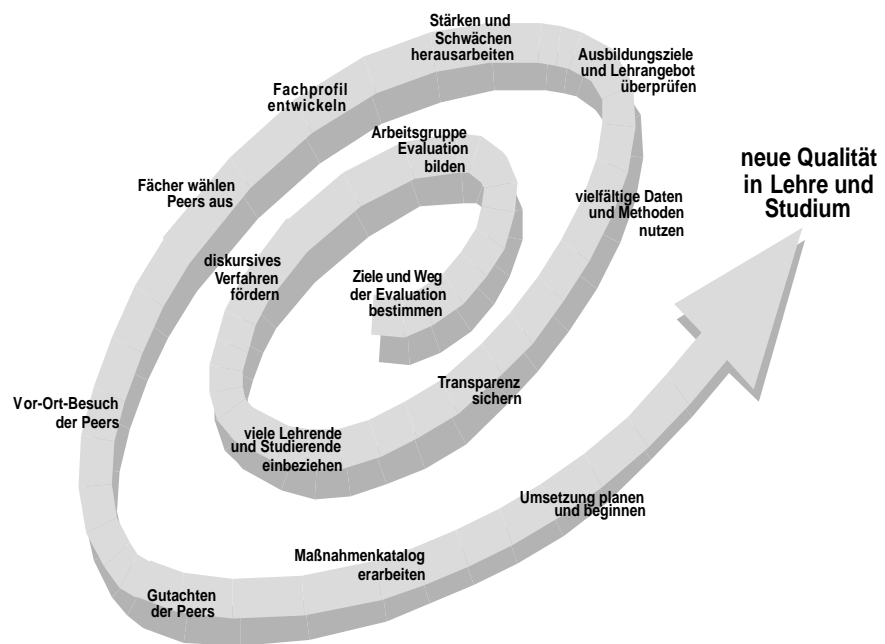 Stärken und
Schwächen
herausarbeiten
Ausbildungsziele
und Lehrangebot
überprüfen
Fachprofil
entwickeln
Arbeitsgruppe
Evaluation
bilden
neue Qualität
in Lehre und
Studium
Fächer wählen
Peers aus
vielfältige Daten
und Methoden
nutzen
diskursives
Verfahren
fördern
Ziele und Weg
der Evaluation
bestimmen
Transparenz
sichern
Vor-Ort-Besuch
der Peers
viele Lehrende
und Studierende
einbeziehen
Umsetzung planen
und beginnen
Maßnahmenkatalog
erarbeiten
Gutachten
der Peers